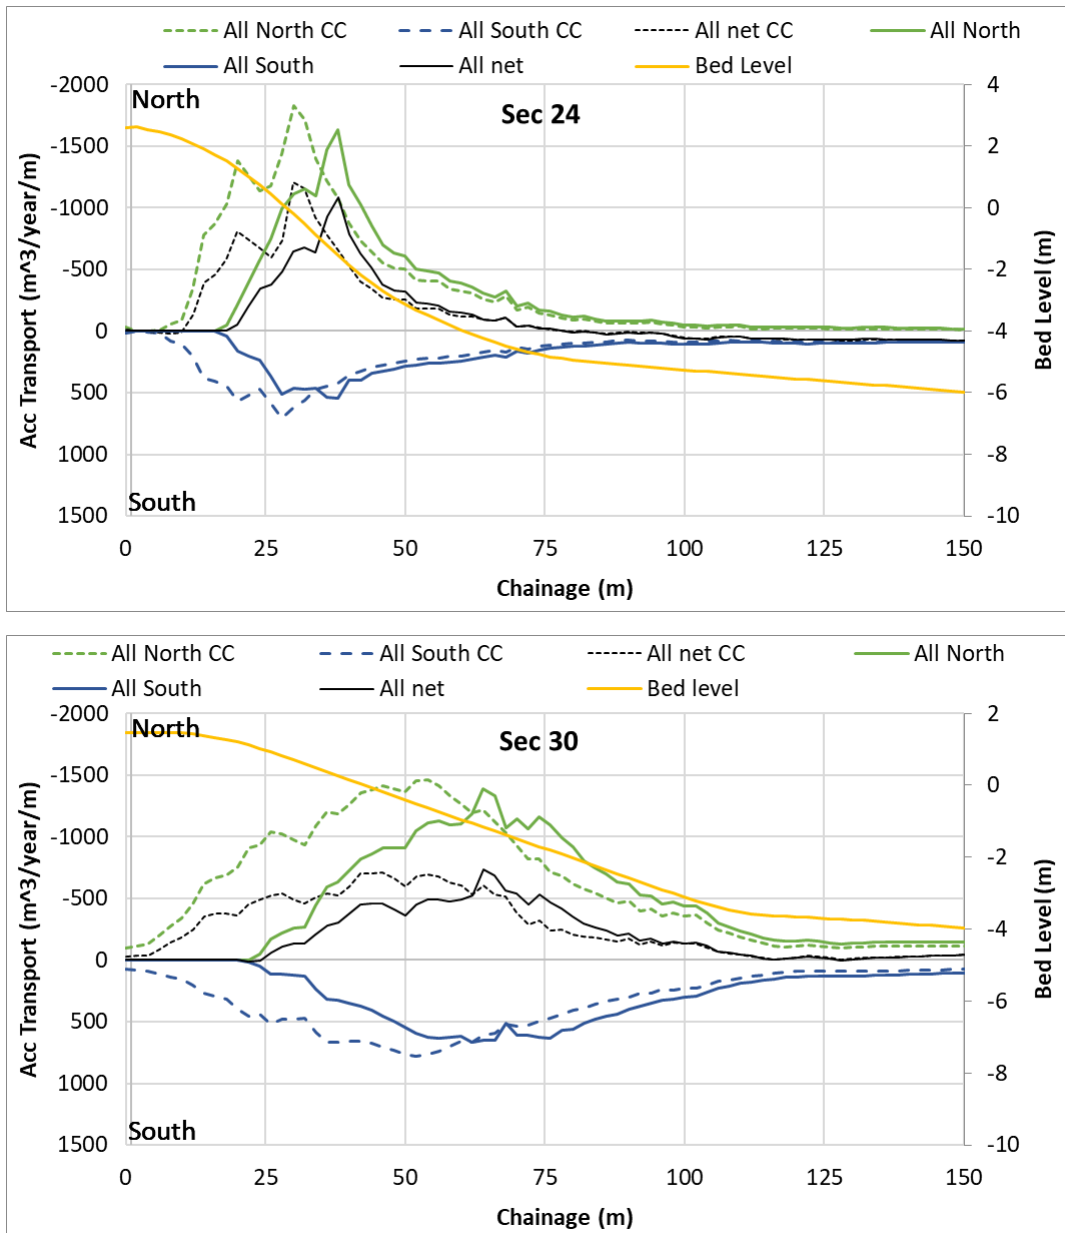 All North CC All South CC All net CC All North
All South All net Bed Level
-2000 North Sec 24 4
-1500 2
-1000 0
-500 -2
0 -4
500 -6
1000 -8
1500 South -10
0 25 50 75 100 125 150
Chainage (m)
Acc Transport (m^3/year/m)
Bed Level (m)
All North CC All South CC All net CC All North
All South All net Bed level
-2000 North Sec 30 2
-1500 0
-1000 -2
-500 -4
0 -6
500 -8
1000 -10
1500 South
0 25 50 75 100 125 150
Chainage (m)
Acc Transport (m^3/year/m)
Bed Level (m)